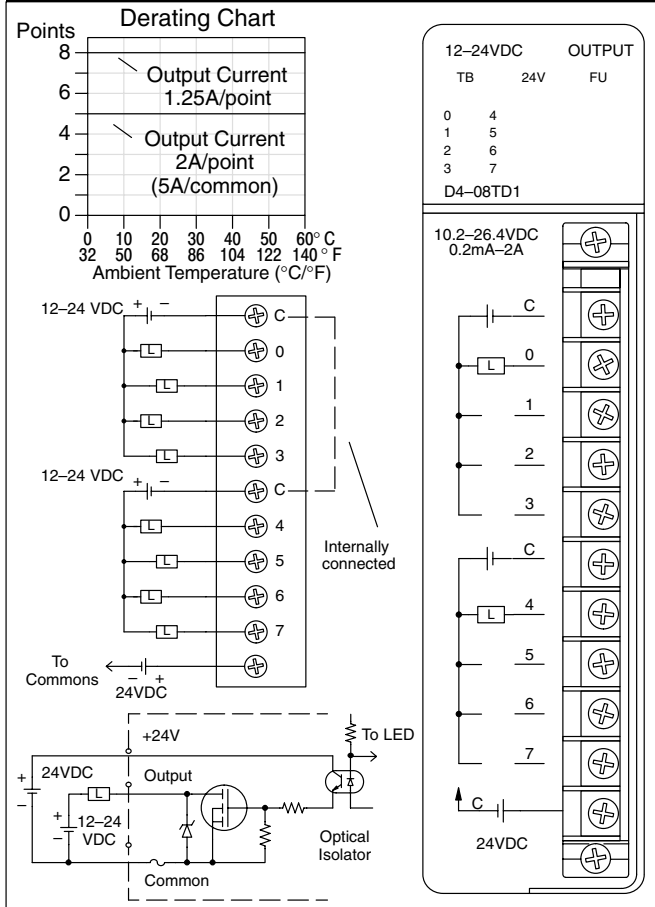 Derating Chart
Points
8
6
4
2
0
Output Current
1.25A/point
Output Current
2A/point
(5A/common)
0 10 20 30 40 50 60° C
32 50 68 86 104 122 140 ° F
Ambient Temperature (°C/°F)
12–24 VDC + –
C
L 0
L 1
L 2
L 3
12–24 VDC + –
C
L 4
L 5
L 6
L 7
Internally
connected
To
Commons
– +
24VDC
+24V
To LED
24VDC
+
–
Output
L
12–24
VDC
+
–
Optical
Isolator
Common
12–24VDC OUTPUT
TB 24V FU
0 4
1 5
2 6
3 7
D4–08TD1
10.2–26.4VDC
0.2mA–2A
C
L 0
1
2
3
C
L 4
5
6
7
C
24VDC